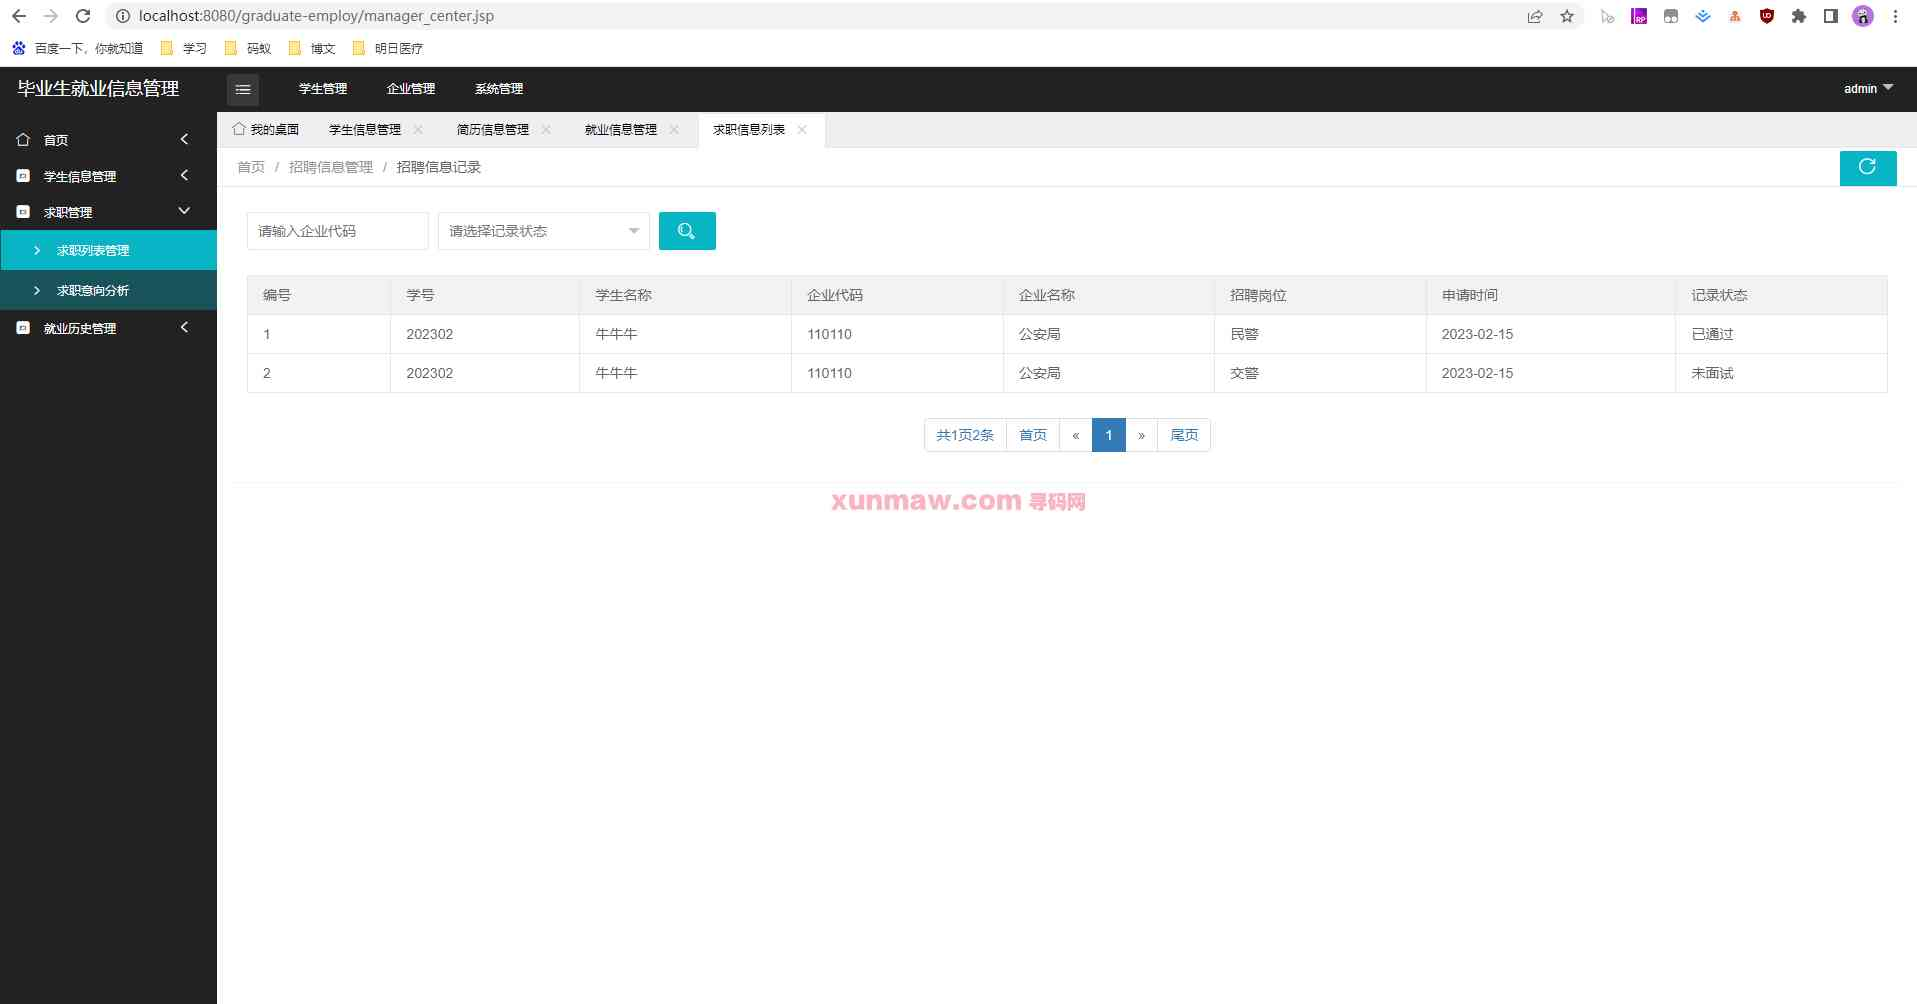 localhost:8080/graduate-employ/manager_center.jsp
百度一下，你就知道 学习 码蚁 博文 明日医疗
毕业生就业信息管理 学生管理 企业管理 系统管理 admin
我的桌面 学生信息管理 简历信息管理 就业信息管理 求职信息列表
首页
学生信息管理
求职管理
求职列表管理
求职意向分析
就业历史管理
首页 / 招聘信息管理 / 招聘信息记录
请输入企业代码 请选择记录状态
编号 学号 学生名称 企业代码 企业名称 招聘岗位 申请时间 记录状态
1 202302 牛牛牛 110110 公安局 民警 2023-02-15 已通过
2 202302 牛牛牛 110110 公安局 交警 2023-02-15 未面试
共1页2条 首页 « 1 » 尾页
xunmaw.com 寻码网